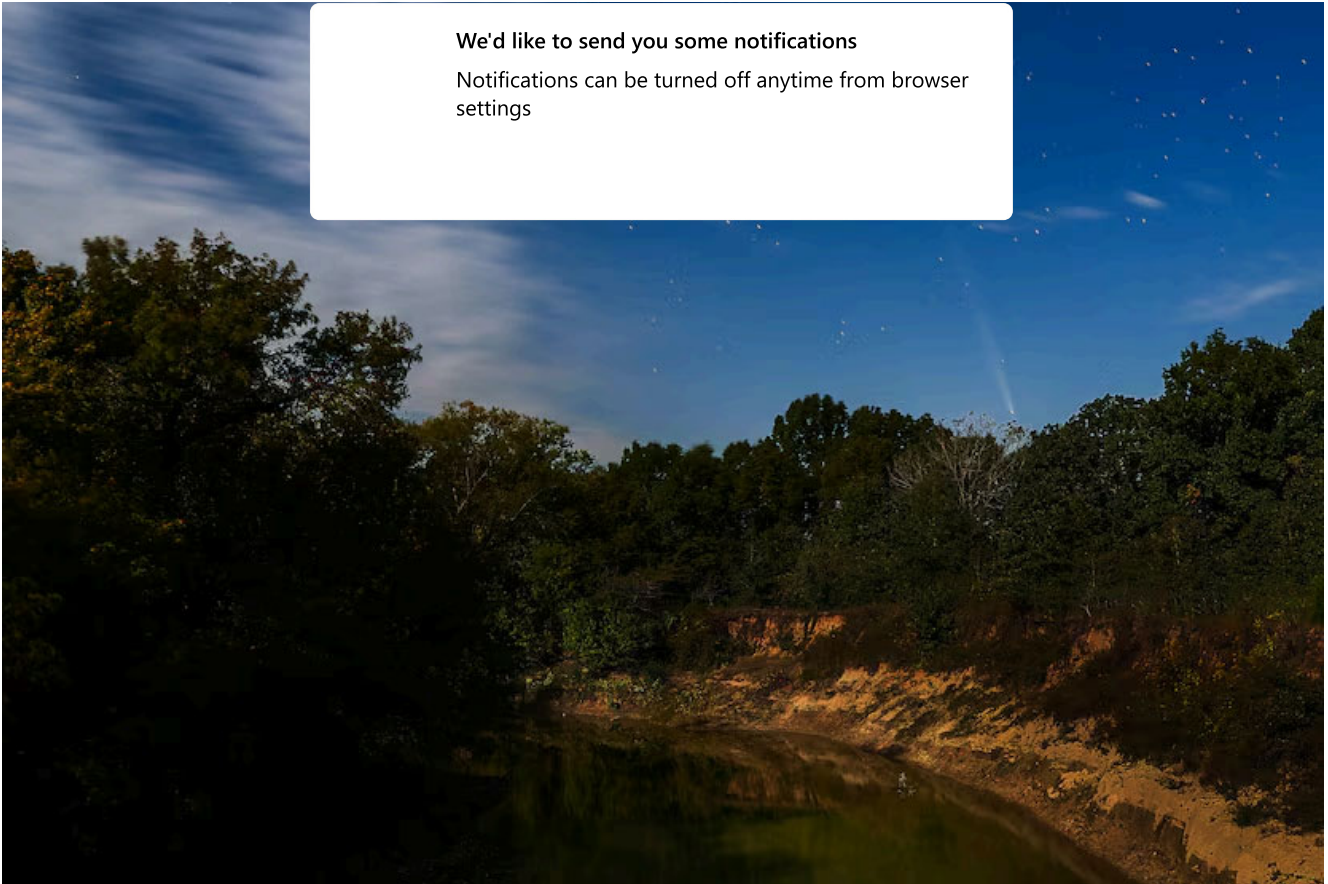 We'd like to send you some notifications
Notifications can be turned off anytime from browser
settings